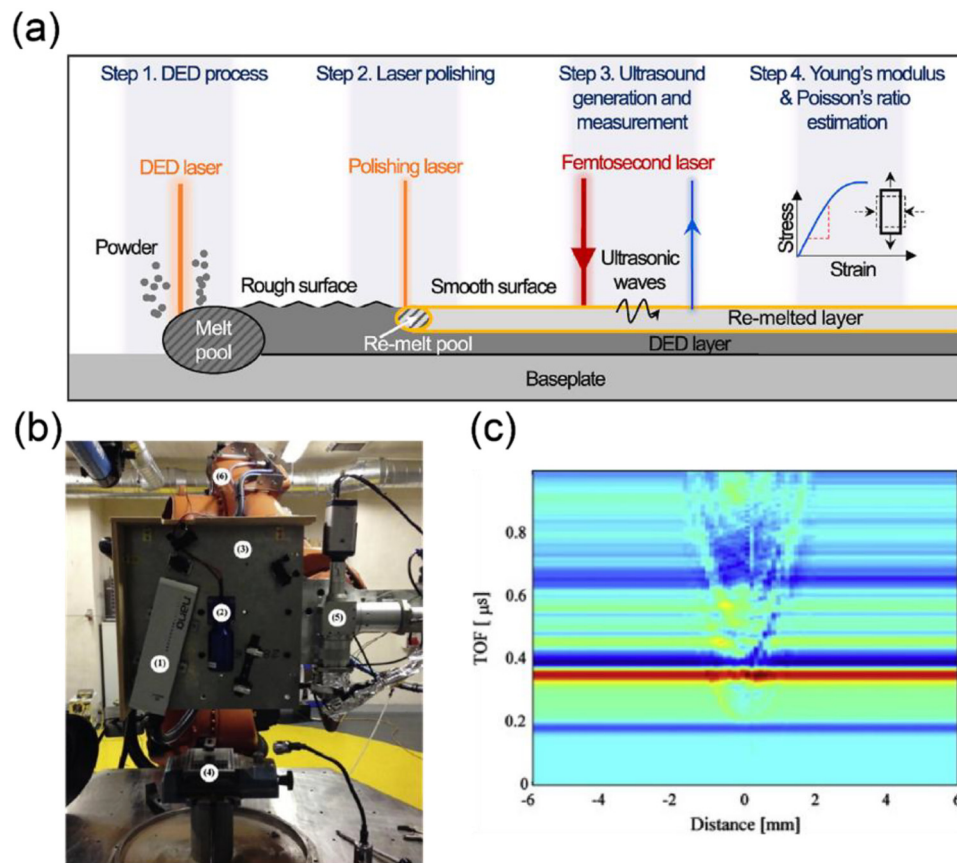 (a)
Step 1. DED process
Step 2. Laser polishing
Step 3. Ultrasound
generation and
measurement
Step 4. Young's modulus
& Poisson's ratio
estimation
DED laser
Polishing laser
Femtosecond laser
Powder
Rough surface
Smooth surface
Ultrasonic
waves
Stress
Strain
Melt
pool
Re-melt pool
Re-melted layer
DED layer
Baseplate
(b)
(6)
(3)
(2)
(5)
nano
(1)
(4)
(c)
TOF [ µs]
0.8
0.6
0.4
0.2
0
-6
-4
-2
0
2
4
6
Distance [mm]